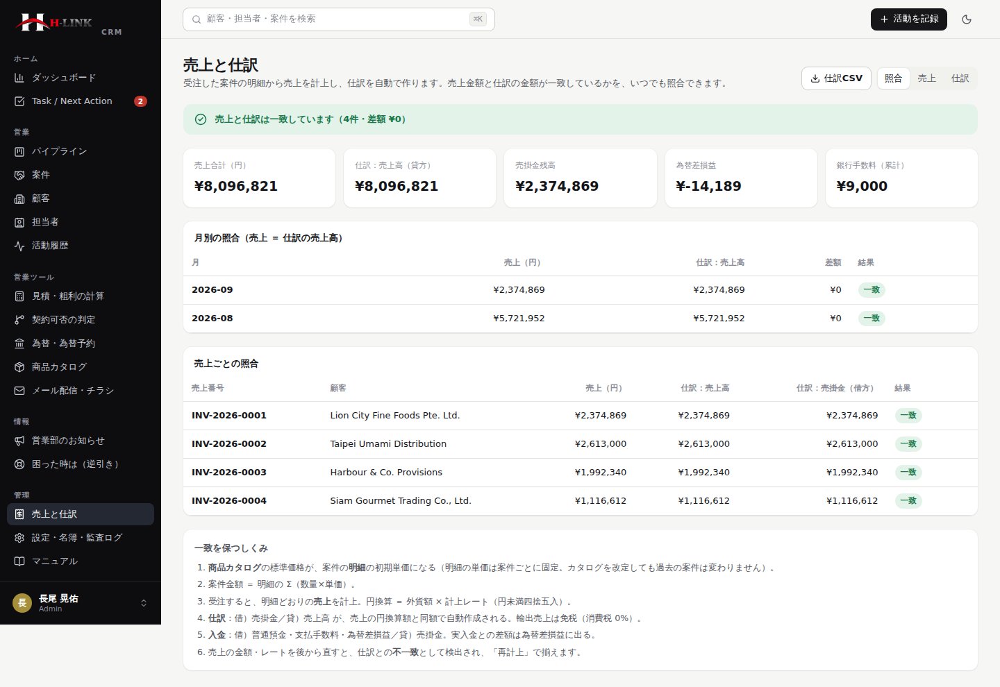 H-LINK CRM
ホーム
ダッシュボード
Task / Next Action 2
営業
パイプライン
案件
顧客
担当者
活動履歴
営業ツール
見積・粗利の計算
契約可否の判定
為替・為替予約
商品カタログ
メール配信・チラシ
情報
営業部のお知らせ
困った時は（逆引き）
管理
売上と仕訳
設定・名簿・監査ログ
マニュアル
長 長尾 晃佑
Admin
顧客・担当者・案件を検索 ⌘K
活動を記録
売上と仕訳
受注した案件の明細から売上を計上し、仕訳を自動で作ります。売上金額と仕訳の金額が一致しているかを、いつでも照合できます。
仕訳CSV 照合 売上 仕訳
売上と仕訳は一致しています（4件・差額 ¥0）
売上合計（円） 仕訳：売上高（貸方） 売掛金残高 為替差損益 銀行手数料（累計）
¥8,096,821 ¥8,096,821 ¥2,374,869 ¥-14,189 ¥9,000
月別の照合（売上 ＝ 仕訳の売上高）
月 売上（円） 仕訳：売上高 差額 結果
2026-09 ¥2,374,869 ¥2,374,869 ¥0 一致
2026-08 ¥5,721,952 ¥5,721,952 ¥0 一致
売上ごとの照合
売上番号 顧客 売上（円） 仕訳：売上高 仕訳：売掛金（借方） 結果
INV-2026-0001 Lion City Fine Foods Pte. Ltd. ¥2,374,869 ¥2,374,869 ¥2,374,869 一致
INV-2026-0002 Taipei Umami Distribution ¥2,613,000 ¥2,613,000 ¥2,613,000 一致
INV-2026-0003 Harbour & Co. Provisions ¥1,992,340 ¥1,992,340 ¥1,992,340 一致
INV-2026-0004 Siam Gourmet Trading Co., Ltd. ¥1,116,612 ¥1,116,612 ¥1,116,612 一致
一致を保つしくみ
1. 商品カタログの標準価格が、案件の明細の初期単価になる（明細の単価は案件ごとに固定。カタログを改定しても過去の案件は変わりません）。
2. 案件金額 ＝ 明細の Σ（数量×単価）。
3. 受注すると、明細どおりの売上を計上。円換算 ＝ 外貨額 × 計上レート（円未満四捨五入）。
4. 仕訳：借）売掛金／貸）売上高 が、売上の円換算額と同額で自動作成される。輸出売上は免税（消費税 0%）。
5. 入金：借）普通預金・支払手数料・為替差損益／貸）売掛金。実入金との差額は為替差損益に出る。
6. 売上の金額・レートを後から直すと、仕訳との不一致として検出され、「再計上」で揃えます。